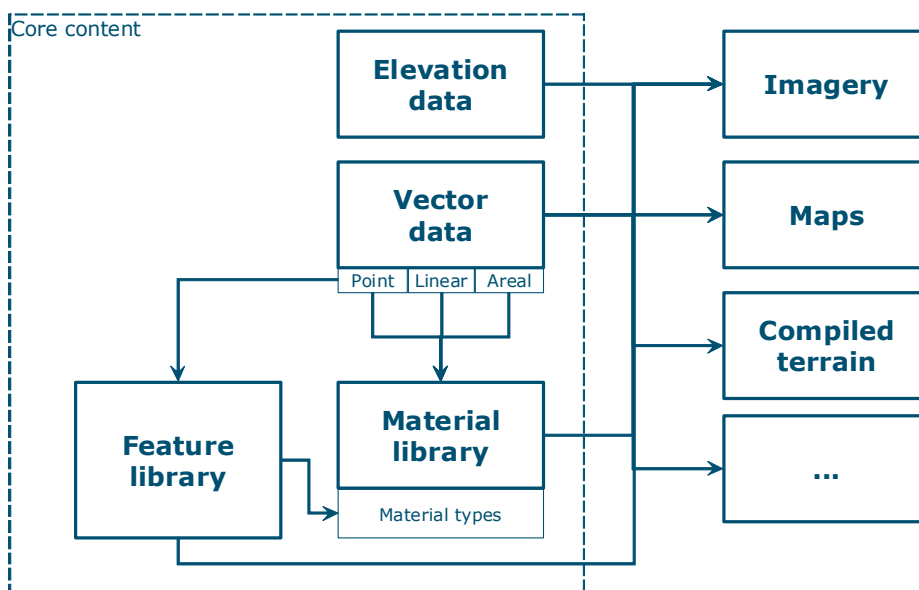 Core content
Elevation
data
Imagery
Vector
data
Maps
Point
Linear
Areal
Compiled
terrain
Feature
library
Material
library
...
Material types